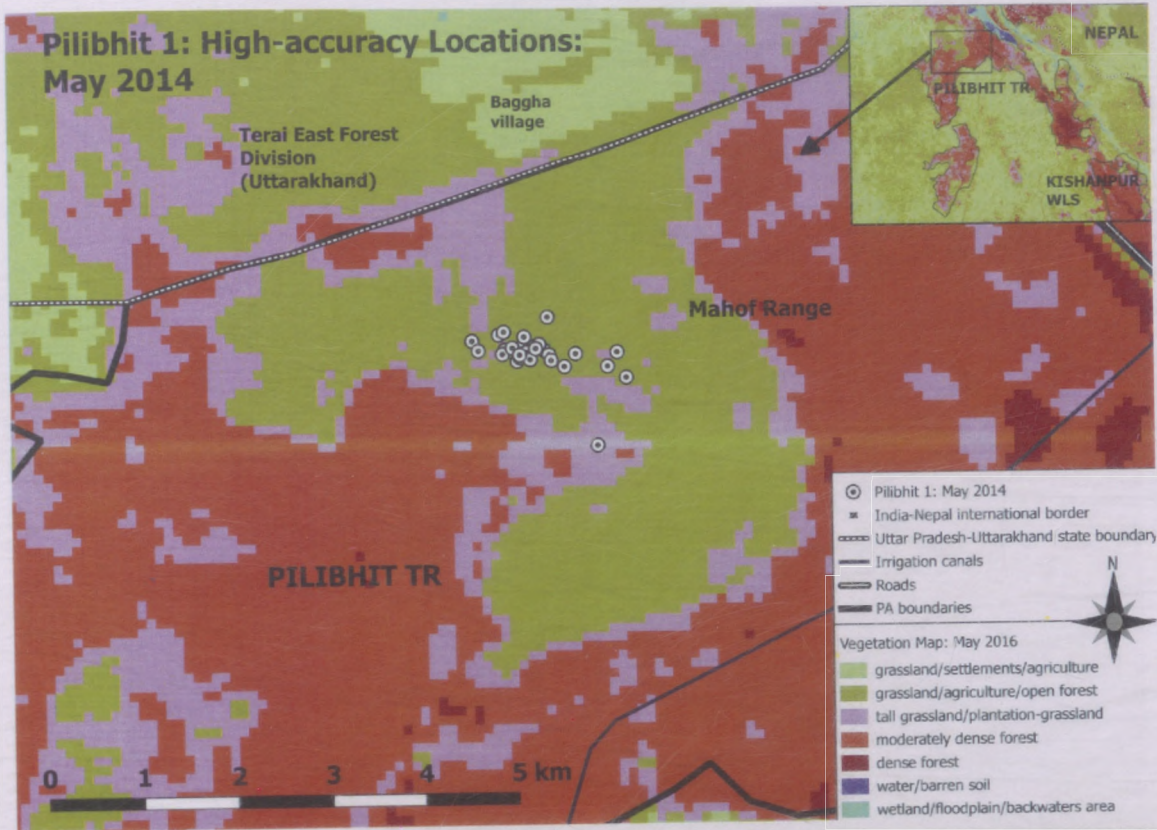 Pilibhit 1: High-accuracy Locations:
May 2014
Baggha
village
Terai East Forest
Division
(Uttarakhand)
NEPAL
PILIBHIT TR
KISHANPUR
WLS
Mahof Range
PILIBHIT TR
0 1 2 3 4 5 km
Pilibhit 1: May 2014
India-Nepal international border
Uttar Pradesh-Uttarakhand state boundary
Irrigation canals
Roads
PA boundaries
N
Vegetation Map: May 2016
grassland/settlements/agriculture
grassland/agriculture/open forest
tall grassland/plantation-grassland
moderately dense forest
dense forest
water/barren soil
wetland/floodplain/backwaters area